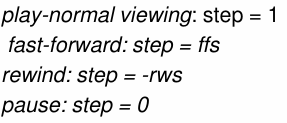 play-normal viewing: step = 1
fast-forward: step = ffs
rewind: step = -rws
pause: step = 0